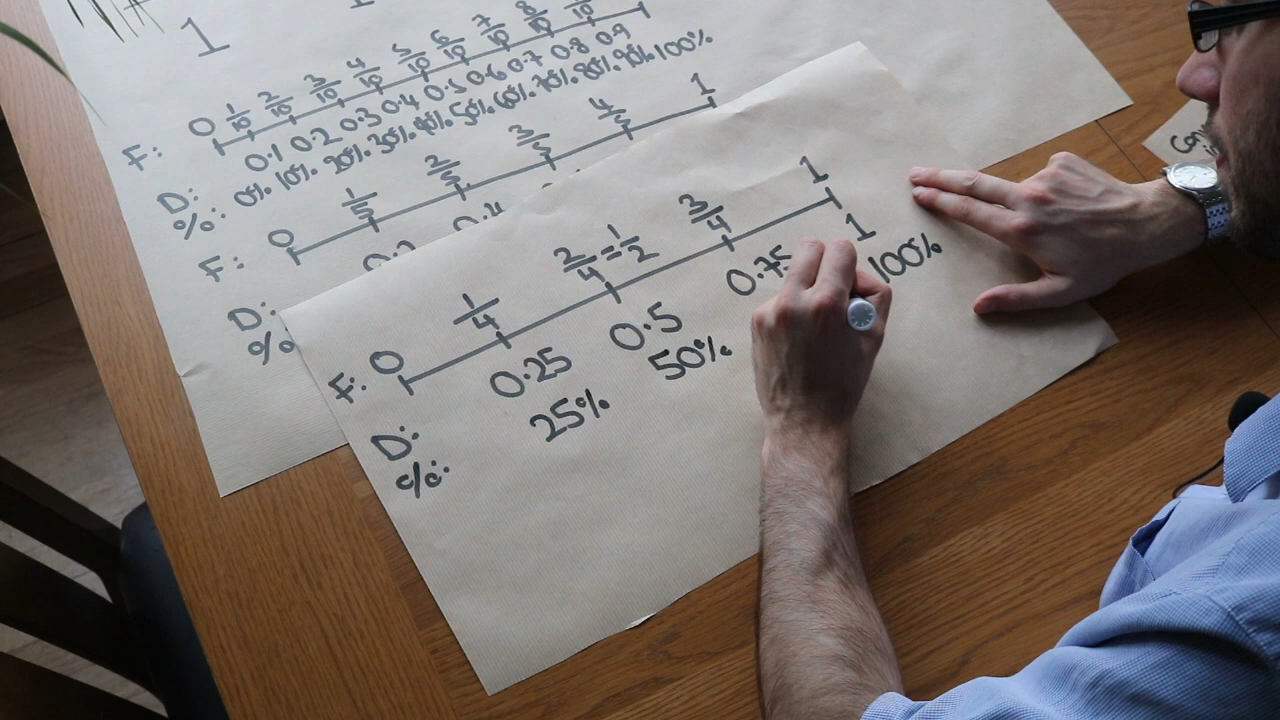 1
1/10 2/10 3/10 4/10 5/10 6/10 7/10 8/10 /10
F: 0
D: 0.1 0.2 0.3 0.4 0.5 0.6 0.7 0.8 0.9
%: 0% 10% 20% 30% 40% 50% 60% 70% 80% 90% 100%
1/5 2/5 3/5 4/5 1
F: 0
D:
%
1/4 2/4=1/2 3/4 1
F: 0
D: 0.25 0.5 0.75 1
%: 25% 50% 100%